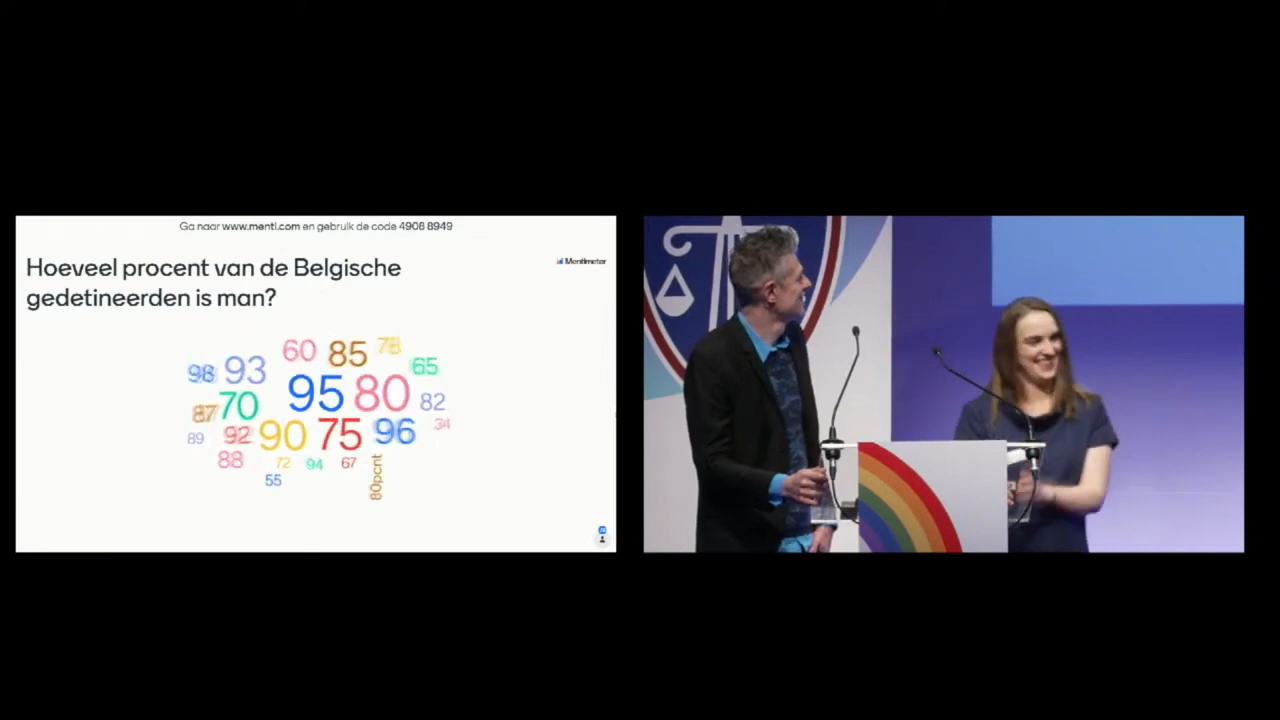 Ga naar www.menti.com en gebruik de code 4908 8949
Hoeveel procent van de Belgische
gedetineerden is man?
Mentimeter
60 85 78
98 93 65
95 80
87 70 82
89 92 90 75 96 34
88 72 94 67
55 80pcnt